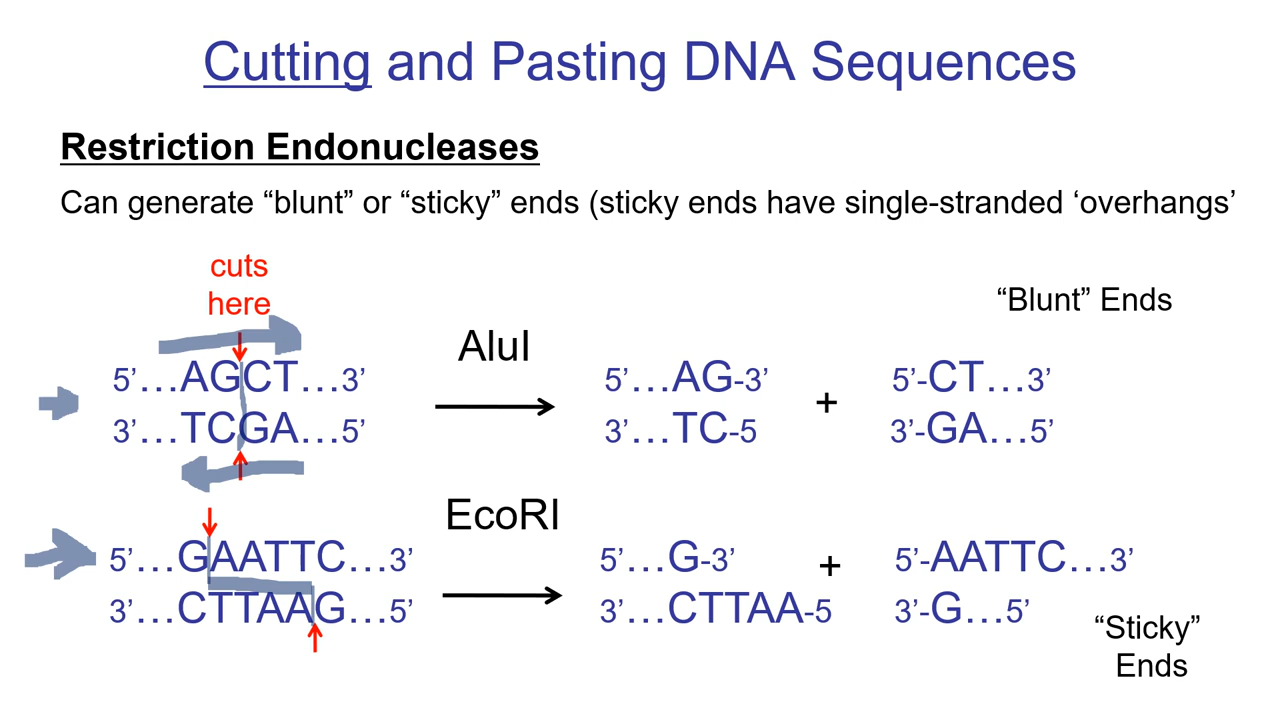 Cutting and Pasting DNA Sequences
Restriction Endonucleases
Can generate “blunt” or “sticky” ends (sticky ends have single-stranded ‘overhangs’
cuts
here
“Blunt” Ends
AluI
5’…AGCT…3’
3’…TCGA…5’
5’…AG-3’
3’…TC-5
+
5’-CT…3’
3’-GA…5’
EcoRI
5’…GAATTC…3’
3’…CTTAAG…5’
5’…G-3’
3’…CTTAA-5
+
5’-AATTC…3’
3’-G…5’
“Sticky”
Ends